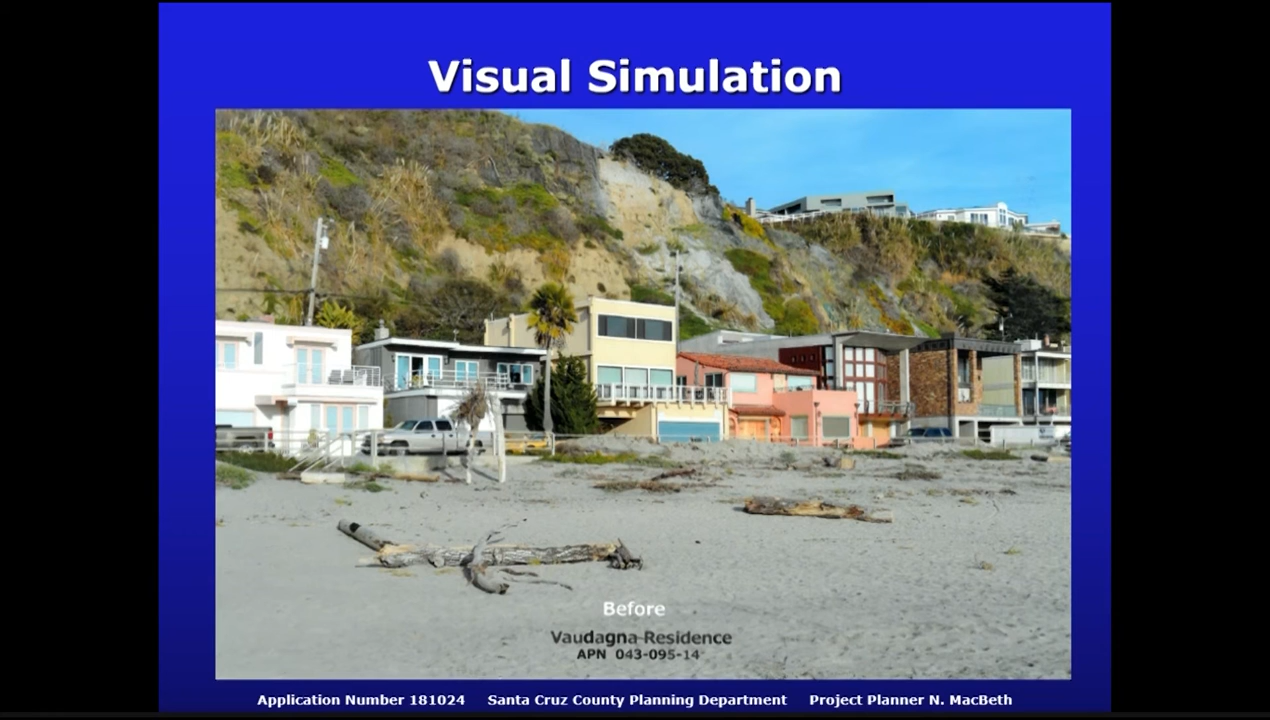 Visual Simulation
Before
Vaudagna Residence
APN 043-095-14
Application Number 181024 Santa Cruz County Planning Department Project Planner N. MacBeth